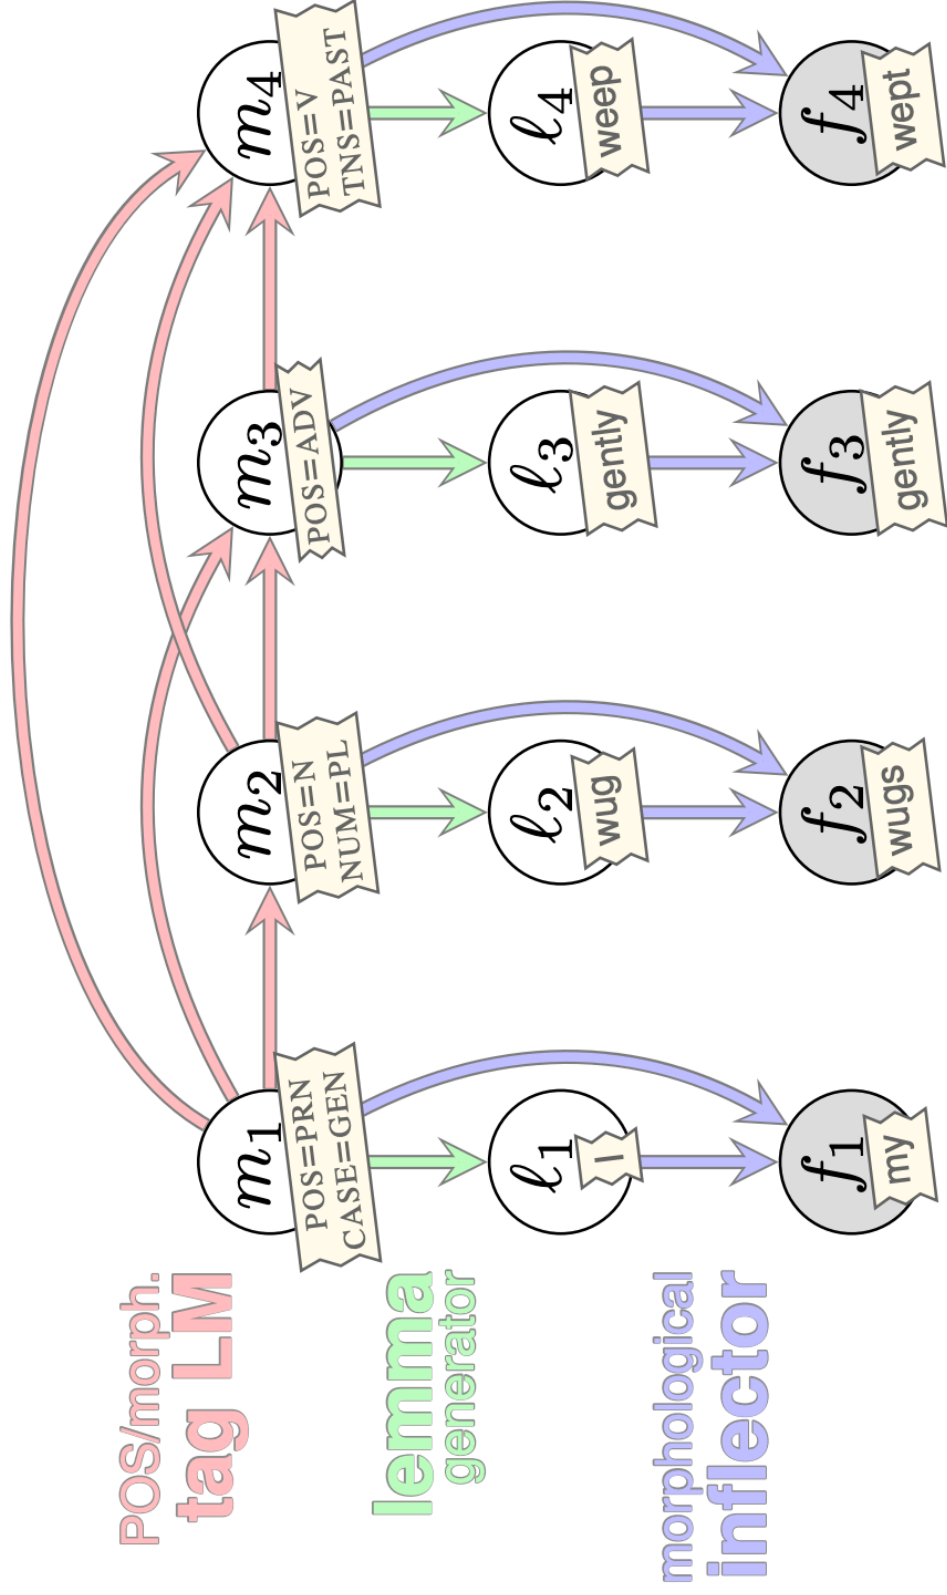 POS/morph.
tag LM
m1
POS=PRN
CASE=GEN
m2
POS=N
NUM=PL
m3
POS=ADV
m4
POS=V
TNS=PAST
lemma
generator
ℓ1
I
ℓ2
wug
ℓ3
gently
ℓ4
weep
morphological
inflector
f1
my
f2
wugs
f3
gently
f4
wept